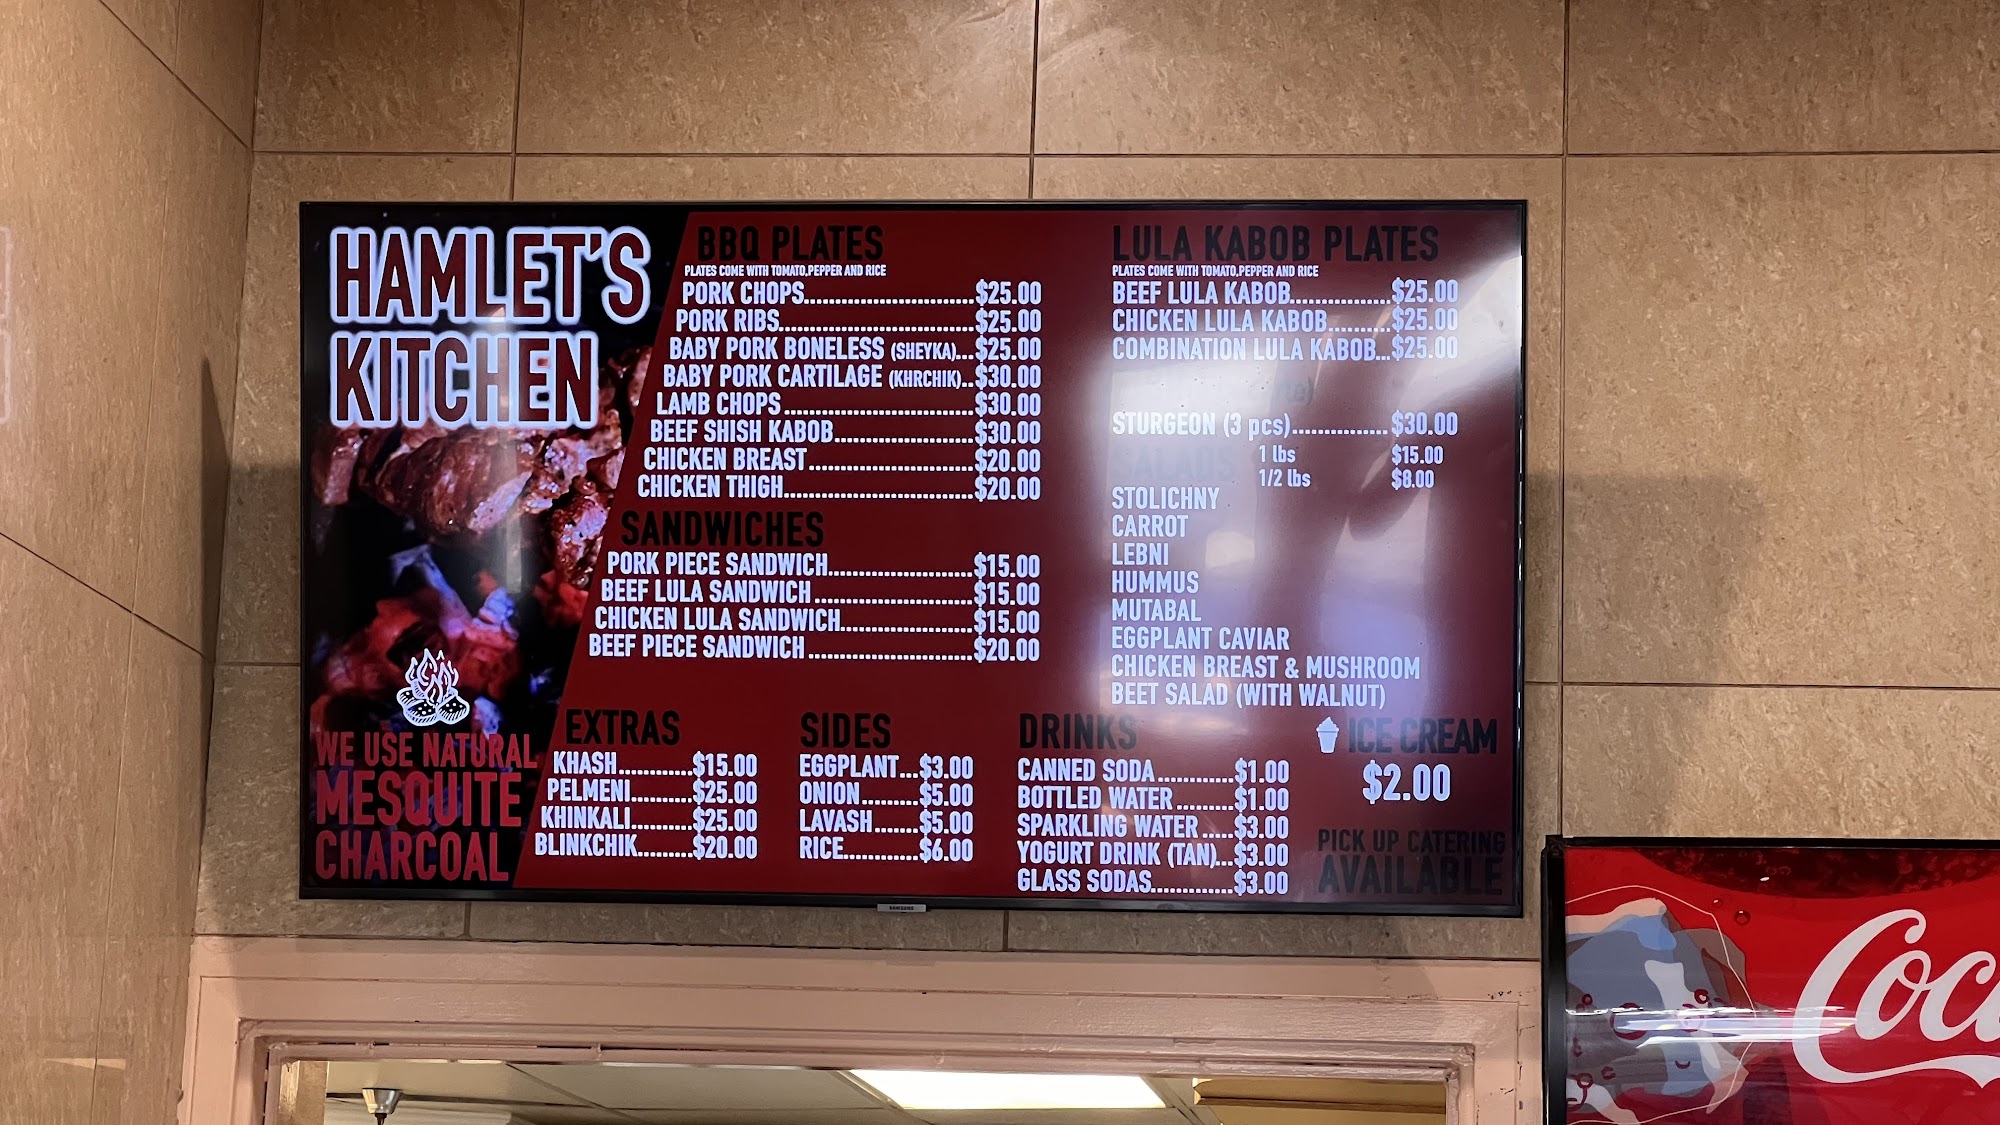 HAMLET'S
KITCHEN
WE USE NATURAL
MESQUITE
CHARCOAL
BBQ PLATES
PLATES COME WITH TOMATO,PEPPER AND RICE
PORK CHOPS..........................$25.00
PORK RIBS..............................$25.00
BABY PORK BONELESS (SHEYKA)...$25.00
BABY PORK CARTILAGE (KHRCHIK)..$30.00
LAMB CHOPS.............................$30.00
BEEF SHISH KABOB.....................$30.00
CHICKEN BREAST.........................$20.00
CHICKEN THIGH.............................$20.00
SANDWICHES
PORK PIECE SANDWICH......................$15.00
BEEF LULA SANDWICH........................$15.00
CHICKEN LULA SANDWICH....................$15.00
BEEF PIECE SANDWICH.........................$20.00
LULA KABOB PLATES
PLATES COME WITH TOMATO,PEPPER AND RICE
BEEF LULA KABOB...............$25.00
CHICKEN LULA KABOB..........$25.00
COMBINATION LULA KABOB...$25.00
STURGEON (3 pcs)...............$30.00
SALADS
1 lbs $15.00
1/2 lbs $8.00
STOLICHNY
CARROT
LEBNI
HUMMUS
MUTABAL
EGGPLANT CAVIAR
CHICKEN BREAST & MUSHROOM
BEET SALAD (WITH WALNUT)
EXTRAS
KHASH............$15.00
PELMENI..........$25.00
KHINKALI..........$25.00
BLINKCHIK.........$20.00
SIDES
EGGPLANT...$3.00
ONION.........$5.00
LAVASH.......$5.00
RICE............$6.00
DRINKS
CANNED SODA............$1.00
BOTTLED WATER.........$1.00
SPARKLING WATER.....$3.00
YOGURT DRINK (TAN)...$3.00
GLASS SODAS.............$3.00
ICE CREAM
$2.00
PICK UP CATERING
AVAILABLE
SAMSUNG